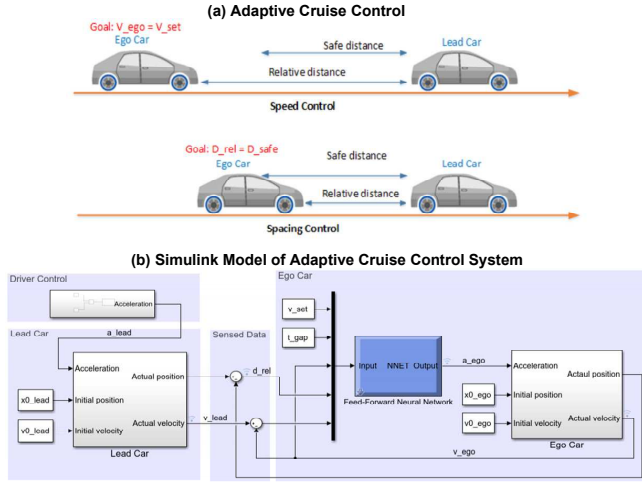 (a) Adaptive Cruise Control
Goal: V_ego = V_set
Ego Car
Safe distance
Lead Car
Relative distance
Speed Control
Goal: D_rel = D_safe
Ego Car
Safe distance
Lead Car
Relative distance
Spacing Control
(b) Simulink Model of Adaptive Cruise Control System
Driver Control
Acceleration
a_lead
Lead Car
Acceleration
Actual position
x0_lead
Initial position
v0_lead
Initial velocity
Actual velocity
Lead Car
Sensed Data
d_rel
v_lead
Ego Car
v_set
t_gap
Input
NNET Output
Feed-Forward Neural Network
a_ego
Acceleration
Actaul position
x0_ego
Initial position
v0_ego
Initial velocity
Actual velocity
Ego Car
v_ego